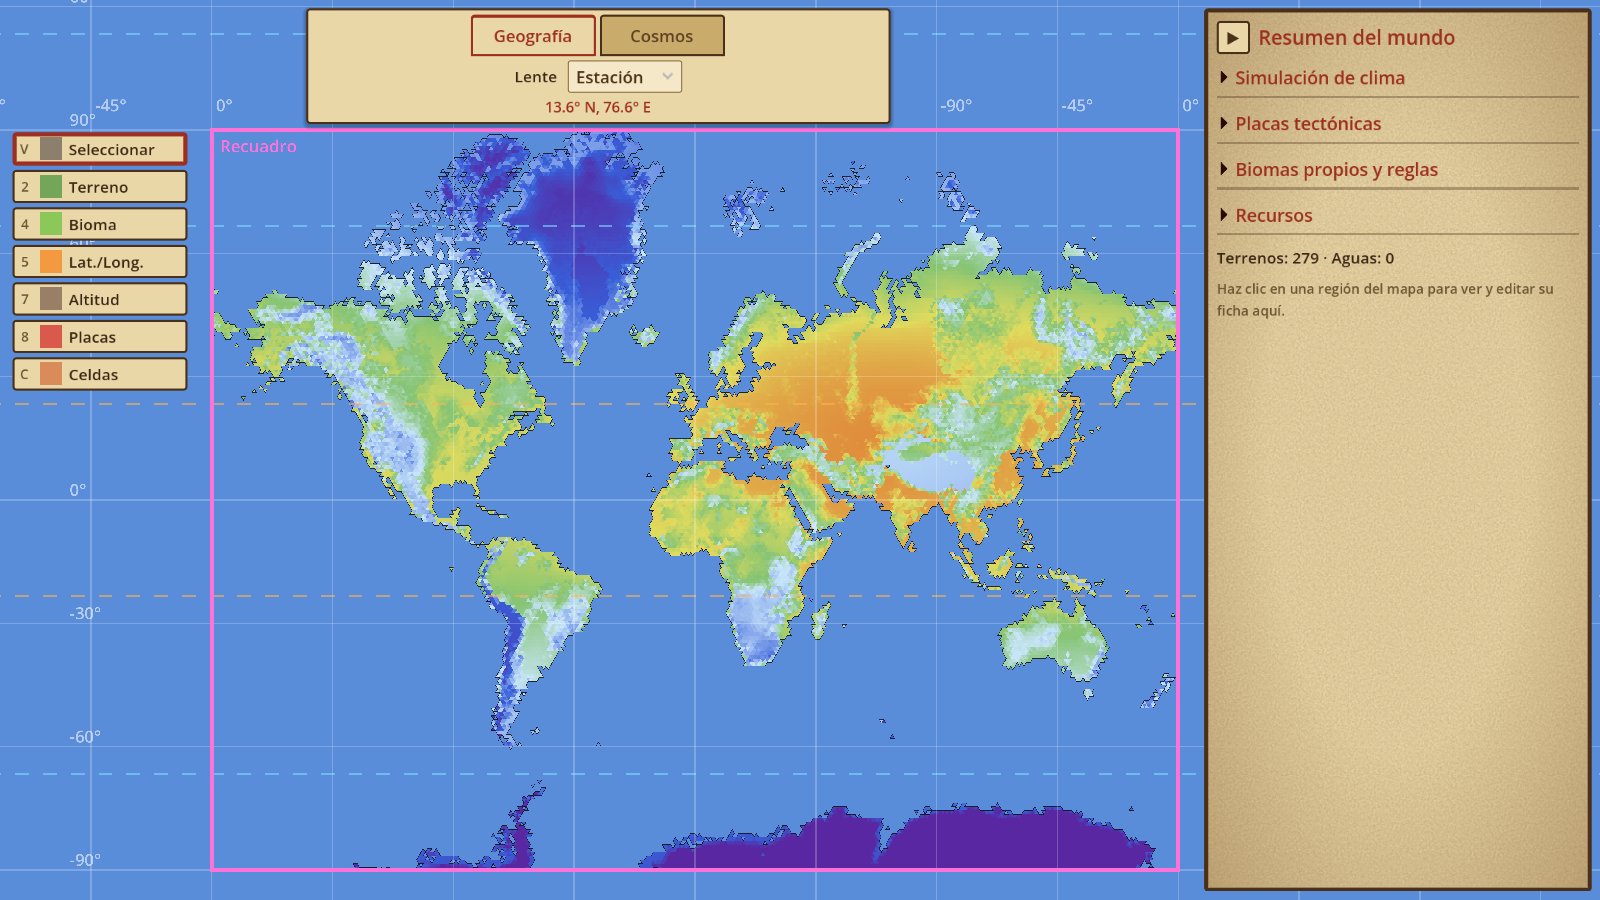 Geografía
Cosmos
Lente
Estación
13.6° N, 76.6° E
-45°
0°
-90°
-45°
0°
90°
Recuadro
V Seleccionar
2 Terreno
4 Bioma
5 Lat./Long.
7 Altitud
8 Placas
C Celdas
0°
-30°
-60°
-90°
Resumen del mundo
Simulación de clima
Placas tectónicas
Biomas propios y reglas
Recursos
Terrenos: 279 · Aguas: 0
Haz clic en una región del mapa para ver y editar su
ficha aquí.